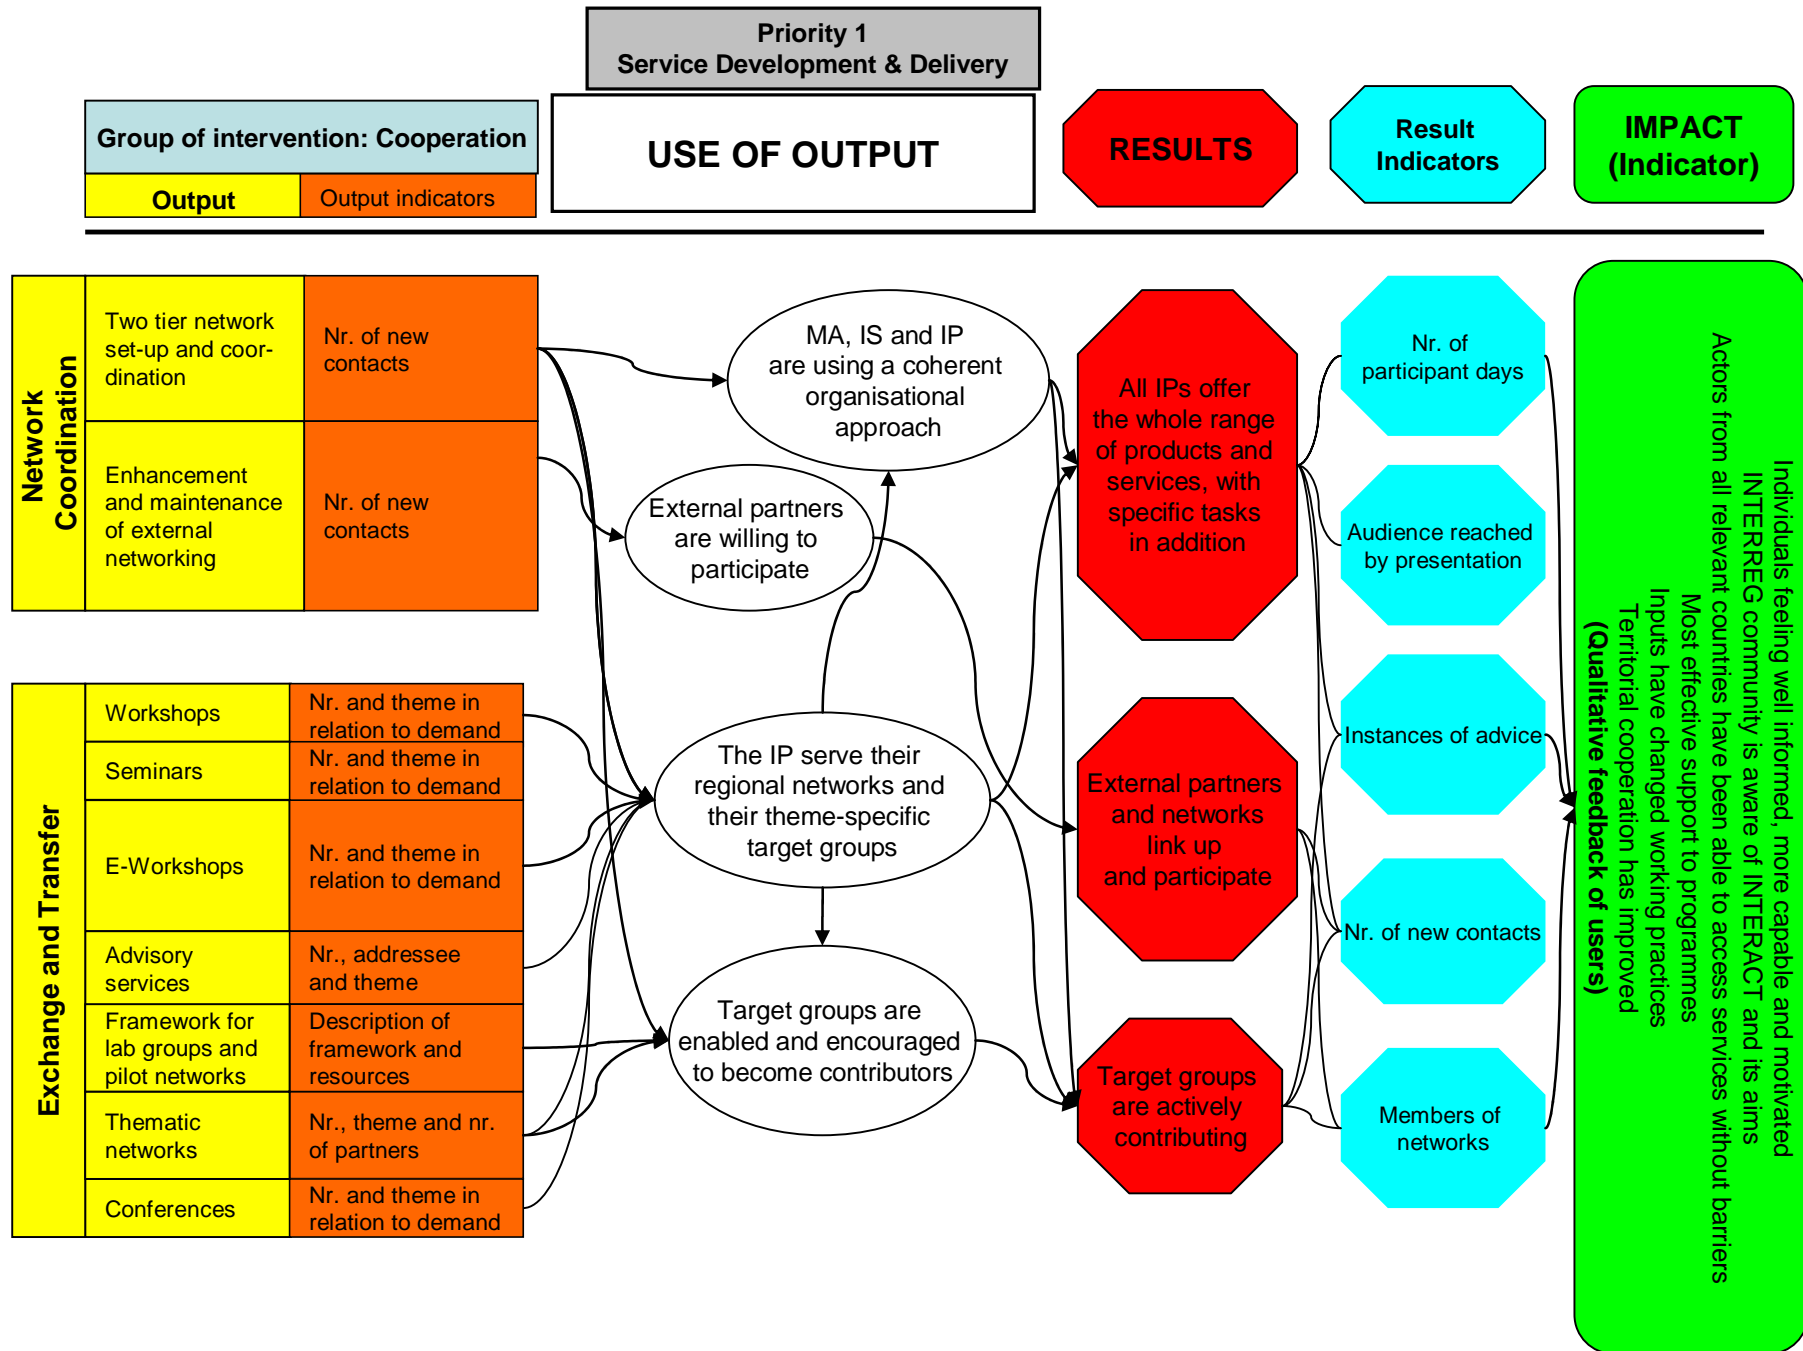 Priority 1
Service Development & Delivery
Group of intervention: Cooperation
Output
Output indicators
USE OF OUTPUT
RESULTS
Result
Indicators
IMPACT
(Indicator)
Network
Coordination
Two tier network
set-up and coor-
dination
Nr. of new
contacts
Enhancement
and maintenance
of external
networking
Nr. of new
contacts
Exchange and Transfer
Workshops
Nr. and theme in
relation to demand
Seminars
Nr. and theme in
relation to demand
E-Workshops
Nr. and theme in
relation to demand
Advisory
services
Nr., addressee
and theme
Framework for
lab groups and
pilot networks
Description of
framework and
resources
Thematic
networks
Nr., theme and nr.
of partners
Conferences
Nr. and theme in
relation to demand
MA, IS and IP
are using a coherent
organisational
approach
External partners
are willing to
participate
The IP serve their
regional networks and
their theme-specific
target groups
Target groups are
enabled and encouraged
to become contributors
All IPs offer
the whole range
of products and
services, with
specific tasks
in addition
External partners
and networks
link up
and participate
Target groups
are actively
contributing
Nr. of
participant days
Audience reached
by presentation
Instances of advice
Nr. of new contacts
Members of
networks
Individuals feeling well informed, more capable and motivated
INTERREG community is aware of INTERACT and its aims
Actors from all relevant countries have been able to access services without barriers
Most effective support to programmes
Inputs have changed working practices
Territorial cooperation has improved
(Qualitative feedback of users)